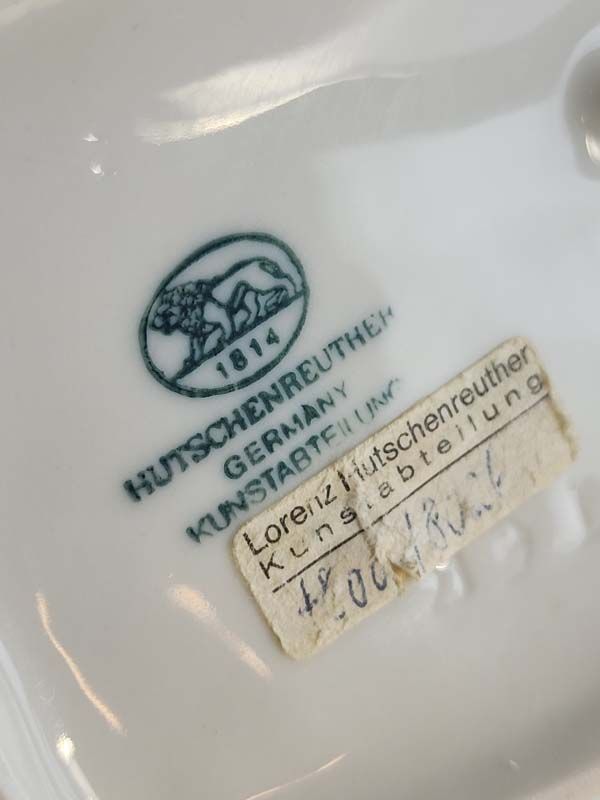 1814
HUTSCHENREUTHER
GERMANY
KUNSTABTEILUNG
Lorenz Hutschenreuther
Kunstabteilung